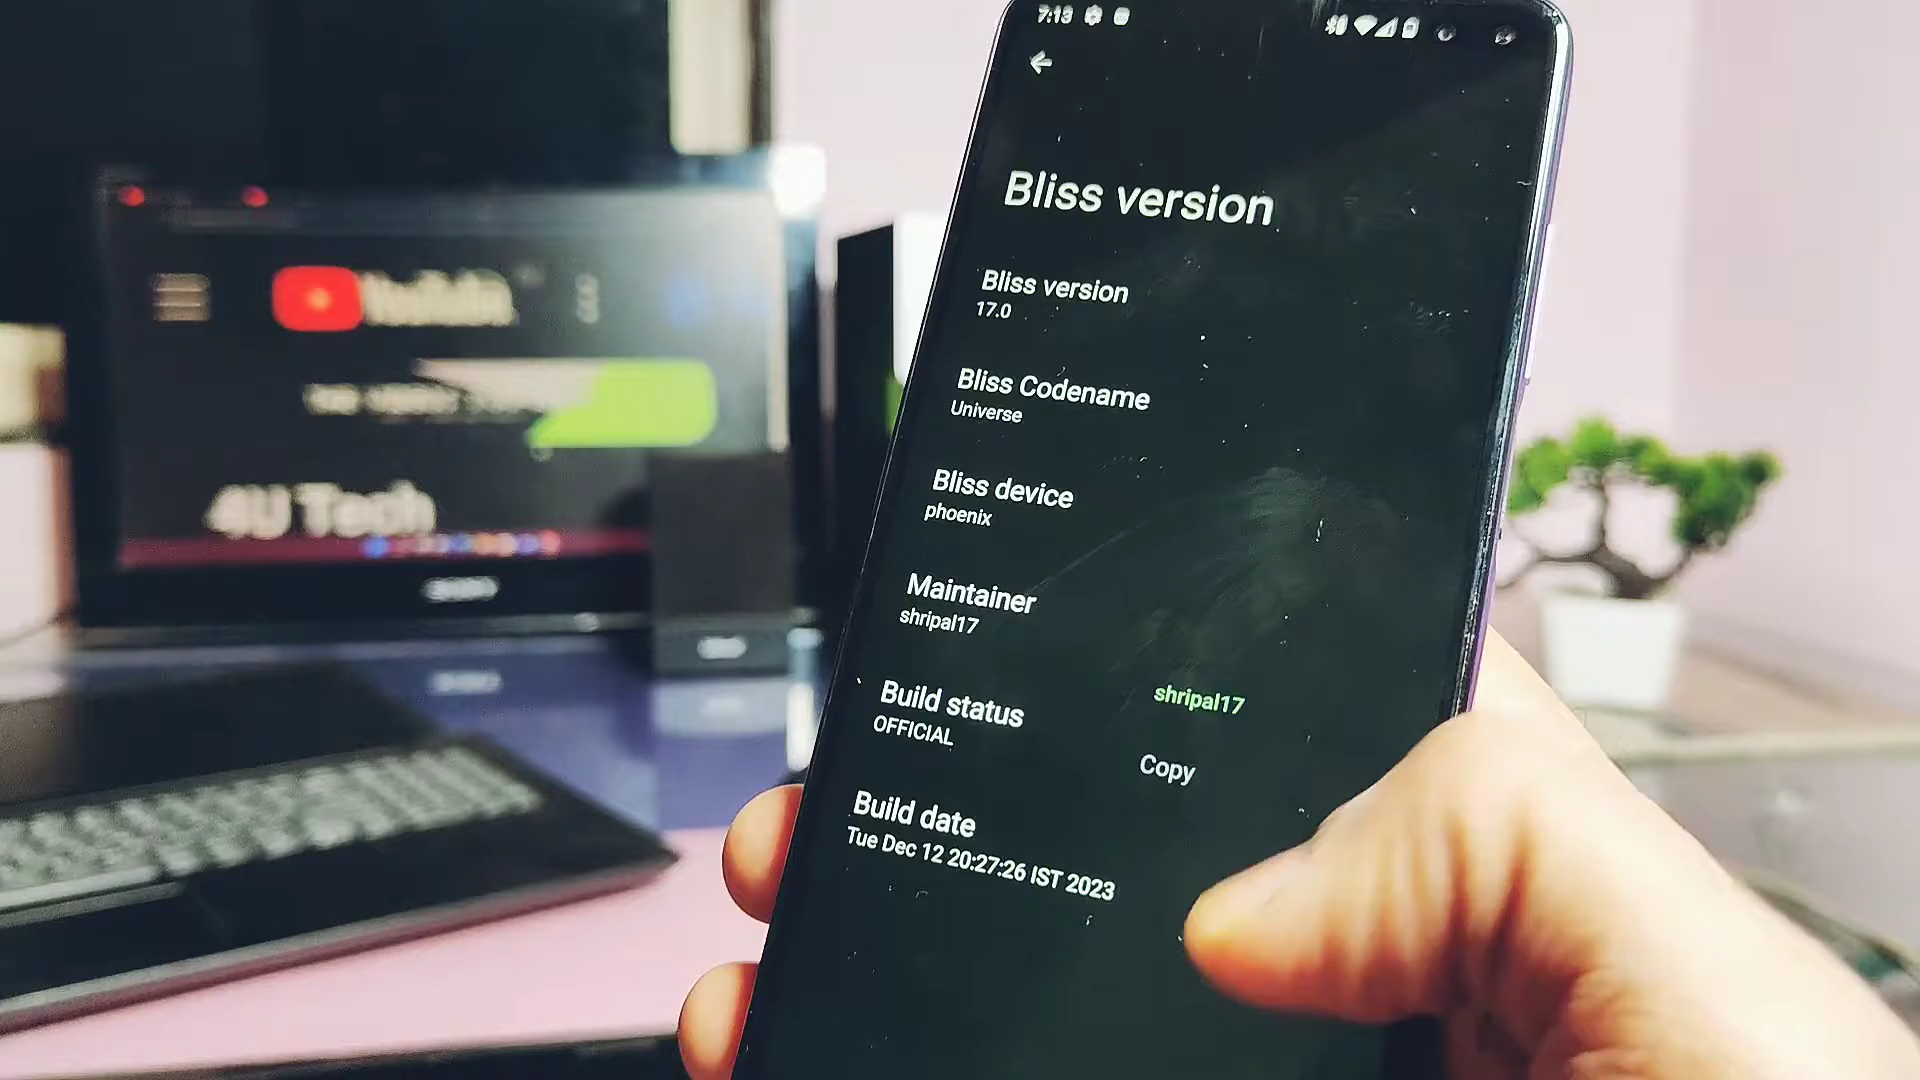 7:13
Bliss version
Bliss version
17.0
Bliss Codename
Universe
Bliss device
phoenix
Maintainer
shripal17
Build status
OFFICIAL
shripal17
Copy
Build date
Tue Dec 12 20:27:26 IST 2023
4U Tech